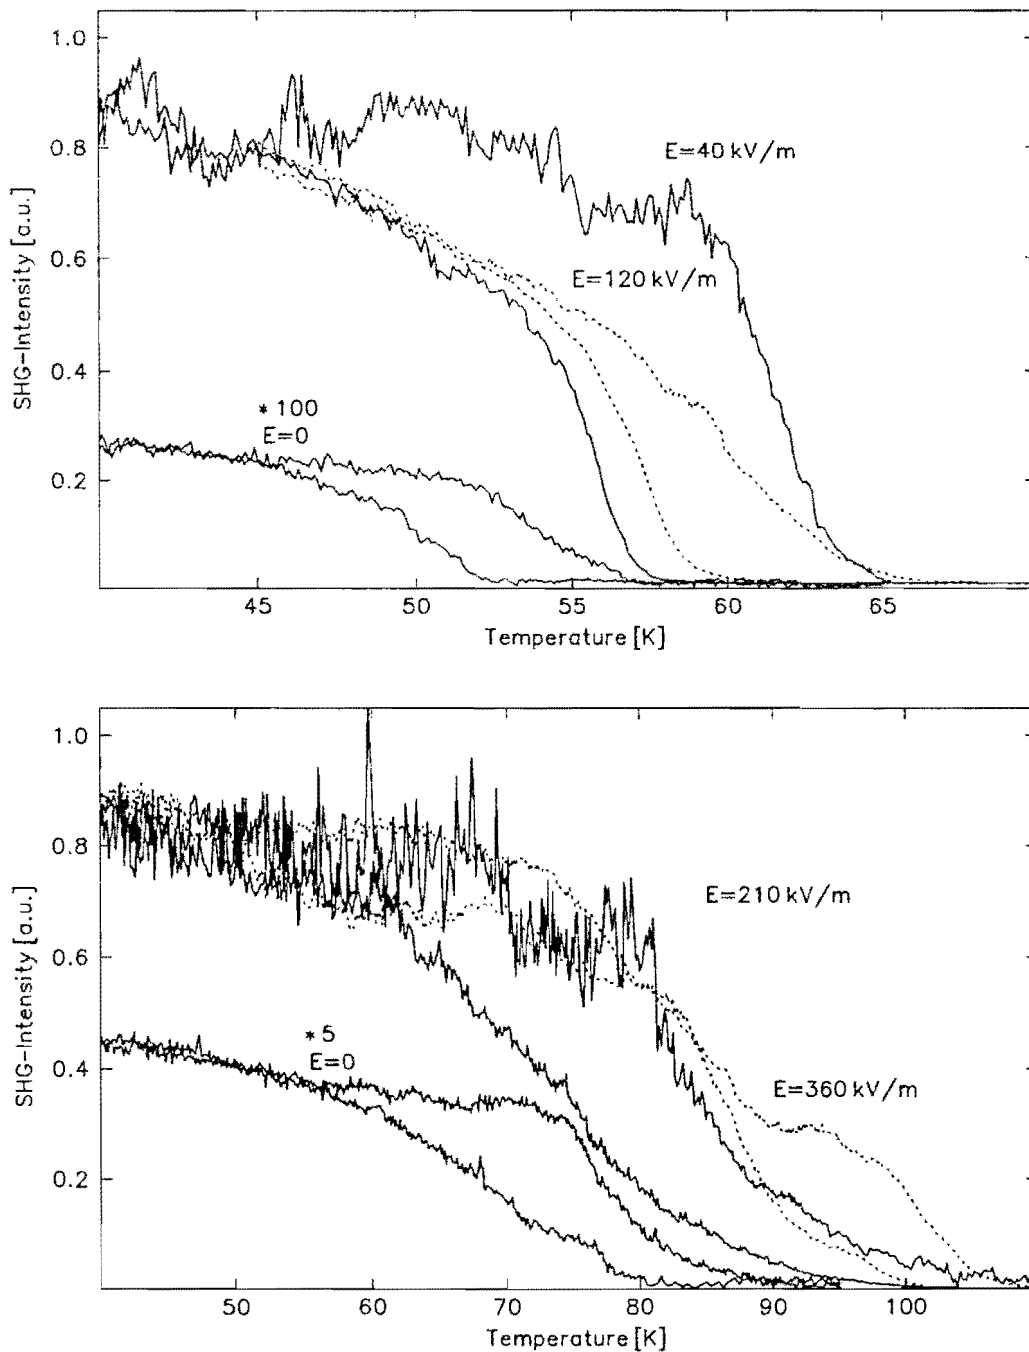 1.0
0.8
0.6
0.4
0.2
SHG-Intensity [a.u.]
E=40 kV/m
E=120 kV/m
* 100
E=0
45 50 55 60 65
Temperature [K]
1.0
0.8
0.6
0.4
0.2
SHG-Intensity [a.u.]
E=210 kV/m
* 5
E=0
E=360 kV/m
50 60 70 80 90 100
Temperature [K]